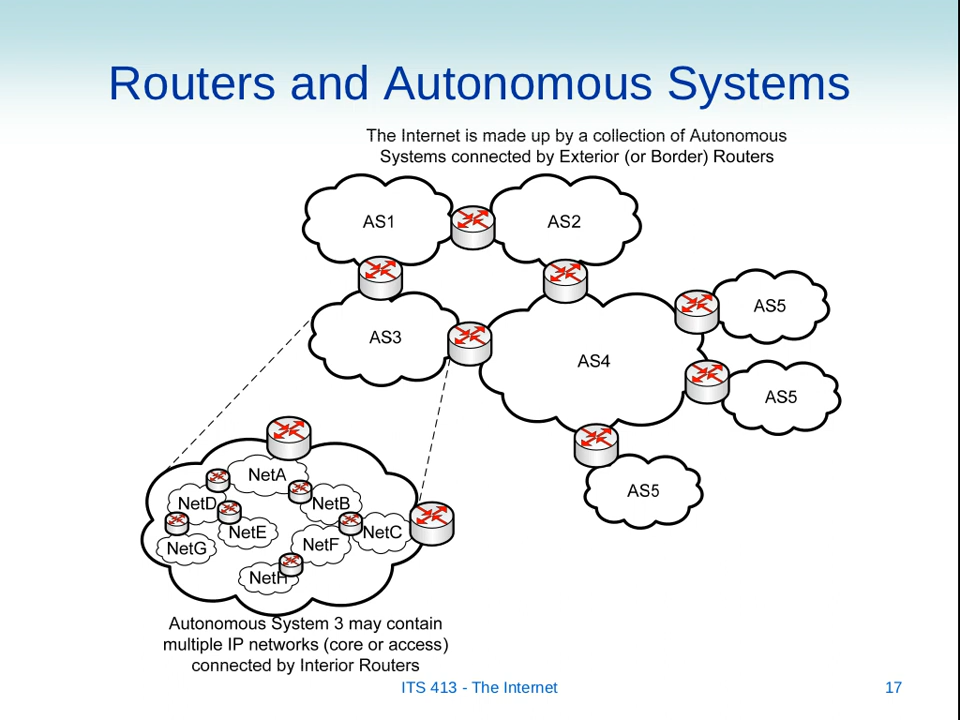 Routers and Autonomous Systems
The Internet is made up by a collection of Autonomous
Systems connected by Exterior (or Border) Routers
AS1
AS2
AS3
AS4
AS5
AS5
AS5
NetA
NetD
NetB
NetE
NetC
NetG
NetF
NetH
Autonomous System 3 may contain
multiple IP networks (core or access)
connected by Interior Routers
ITS 413 - The Internet
17